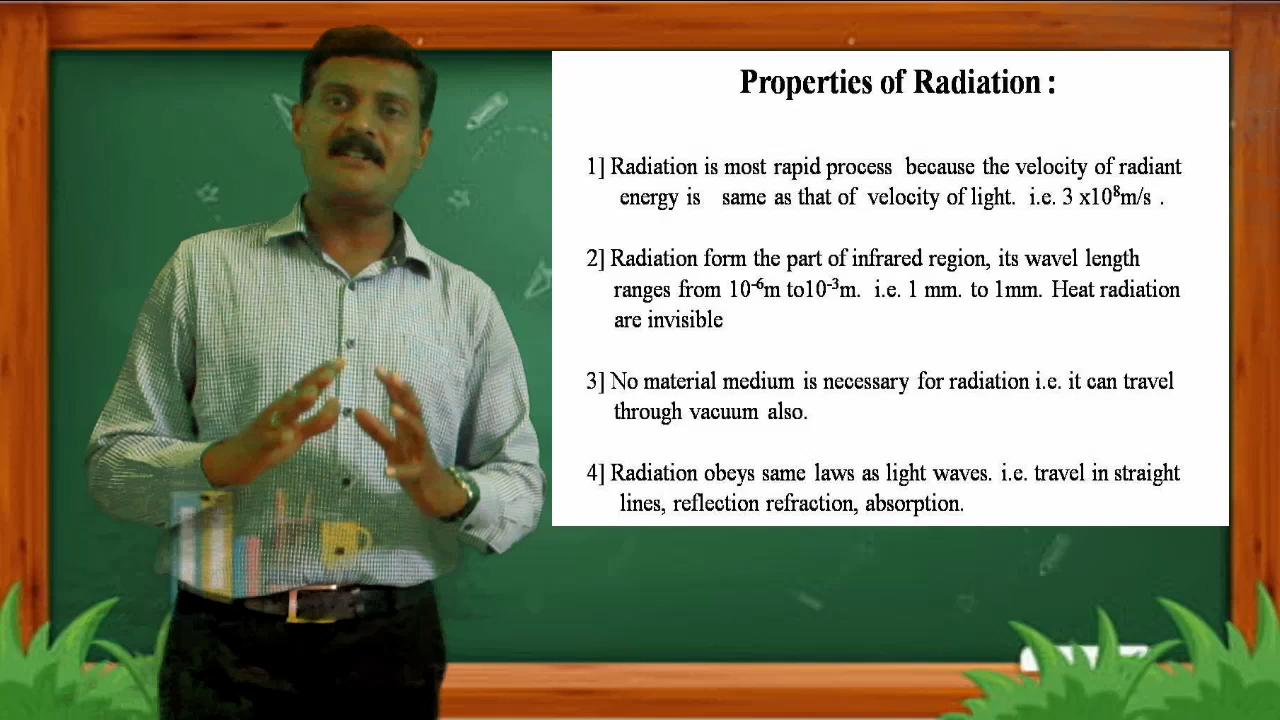 Properties of Radiation :
1] Radiation is most rapid process because the velocity of radiant
energy is same as that of velocity of light. i.e. 3 x10⁸m/s .
2] Radiation form the part of infrared region, its wavel length
ranges from 10⁻⁶m to10⁻³m. i.e. 1 mm. to 1mm. Heat radiation
are invisible
3] No material medium is necessary for radiation i.e. it can travel
through vacuum also.
4] Radiation obeys same laws as light waves. i.e. travel in straight
lines, reflection refraction, absorption.